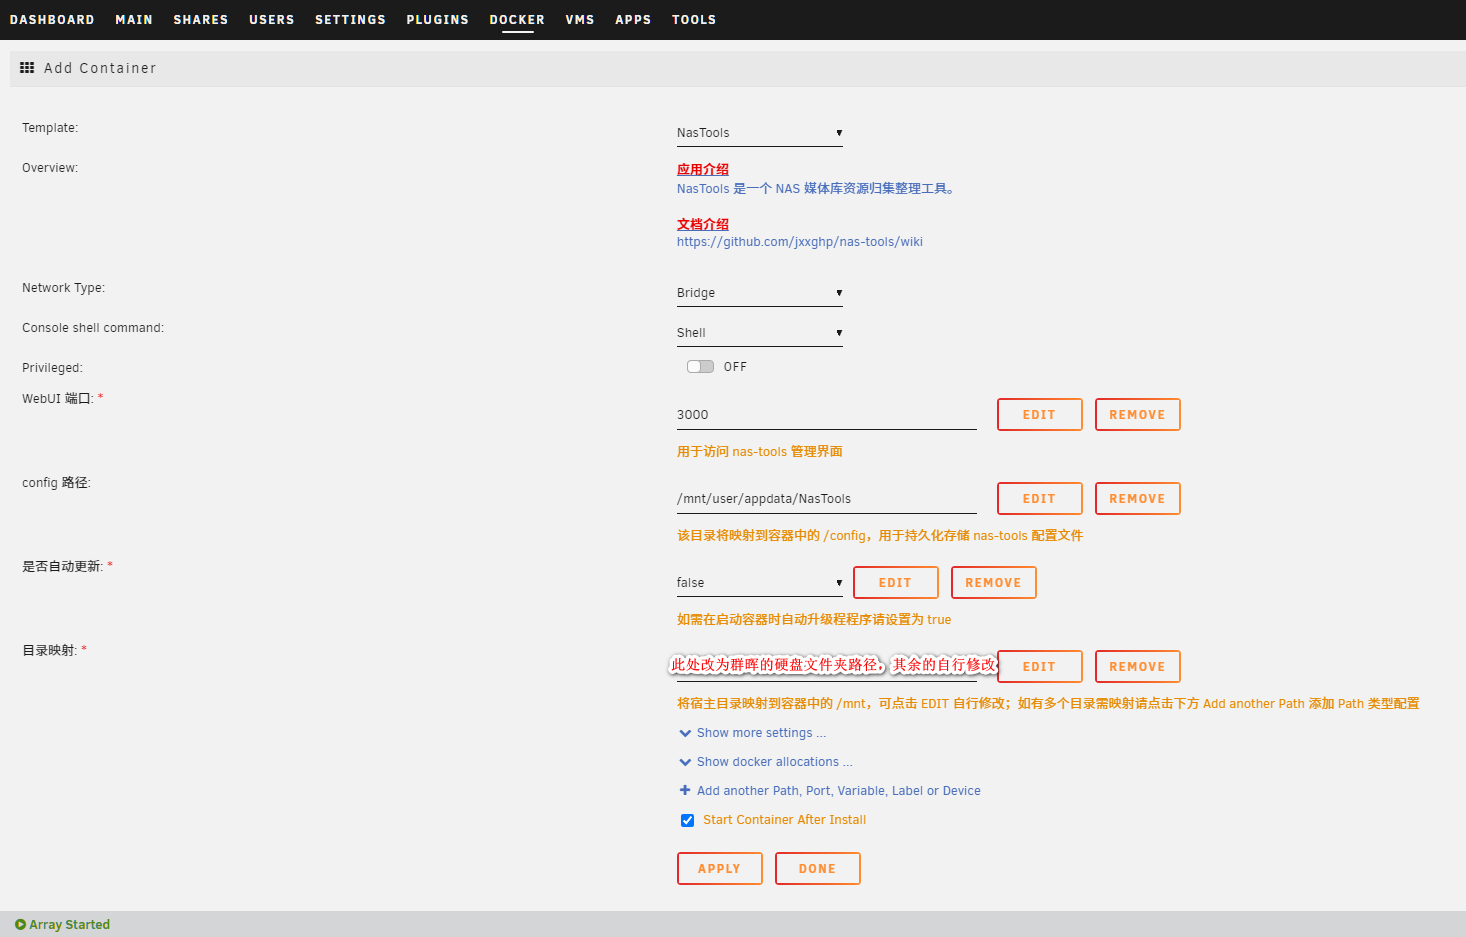 DASHBOARD MAIN SHARES USERS SETTINGS PLUGINS DOCKER VMS APPS TOOLS
Add Container
Template: NasTools
Overview: 应用介绍
NasTools 是一个 NAS 媒体库资源归集整理工具。
文档介绍
https://github.com/jxxghp/nas-tools/wiki
Network Type: Bridge
Console shell command: Shell
Privileged: OFF
WebUI 端口: * 3000 EDIT REMOVE
用于访问 nas-tools 管理界面
config 路径: /mnt/user/appdata/NasTools EDIT REMOVE
该目录将映射到容器中的 /config，用于持久化存储 nas-tools 配置文件
是否自动更新: * false EDIT REMOVE
如需在启动容器时自动升级程程序请设置为 true
目录映射: * 此处改为群晖的硬盘文件夹路径，其余的自行修改 EDIT REMOVE
将宿主目录映射到容器中的 /mnt，可点击 EDIT 自行修改；如有多个目录需映射请点击下方 Add another Path 添加 Path 类型配置
Show more settings ...
Show docker allocations ...
Add another Path, Port, Variable, Label or Device
Start Container After Install
APPLY DONE
Array Started